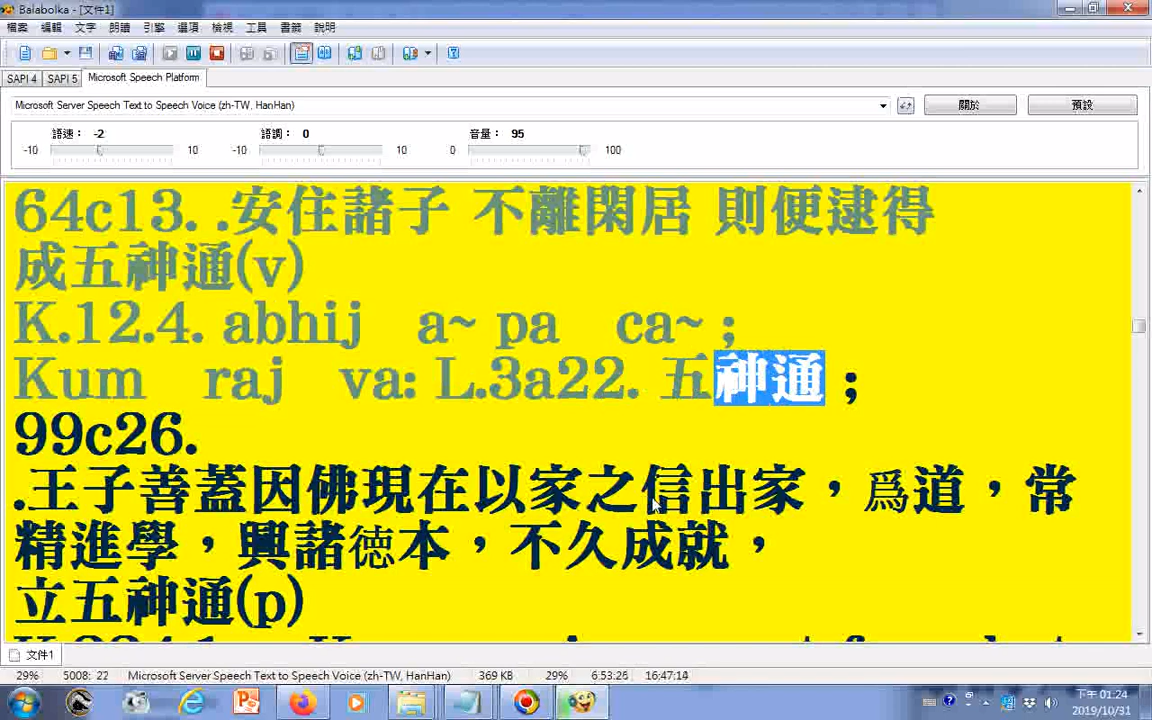 Balabolka - [文件1]
檔案 編輯 文字 朗讀 引擎 選項 檢視 工具 書籤 說明
SAPI 4 SAPI 5 Microsoft Speech Platform
Microsoft Server Speech Text to Speech Voice (zh-TW, HanHan) 關於 預設
語速： -2 語調： 0 音量： 95
-10 10 -10 10 0 100
64c13. .安住諸子 不離閑居 則便逮得
成五神通(v)
K.12.4. abhij a~ pa ca~ ;
Kum raj va: L.3a22. 五神通 ;
99c26.
.王子善蓋因佛現在以家之信出家，爲道，常
精進學，興諸德本，不久成就，
立五神通(p)
文件1
29% 5008: 22 Microsoft Server Speech Text to Speech Voice (zh-TW, HanHan) 369 KB 29% 6:53:26 16:47:14
下午 01:24
2019/10/31